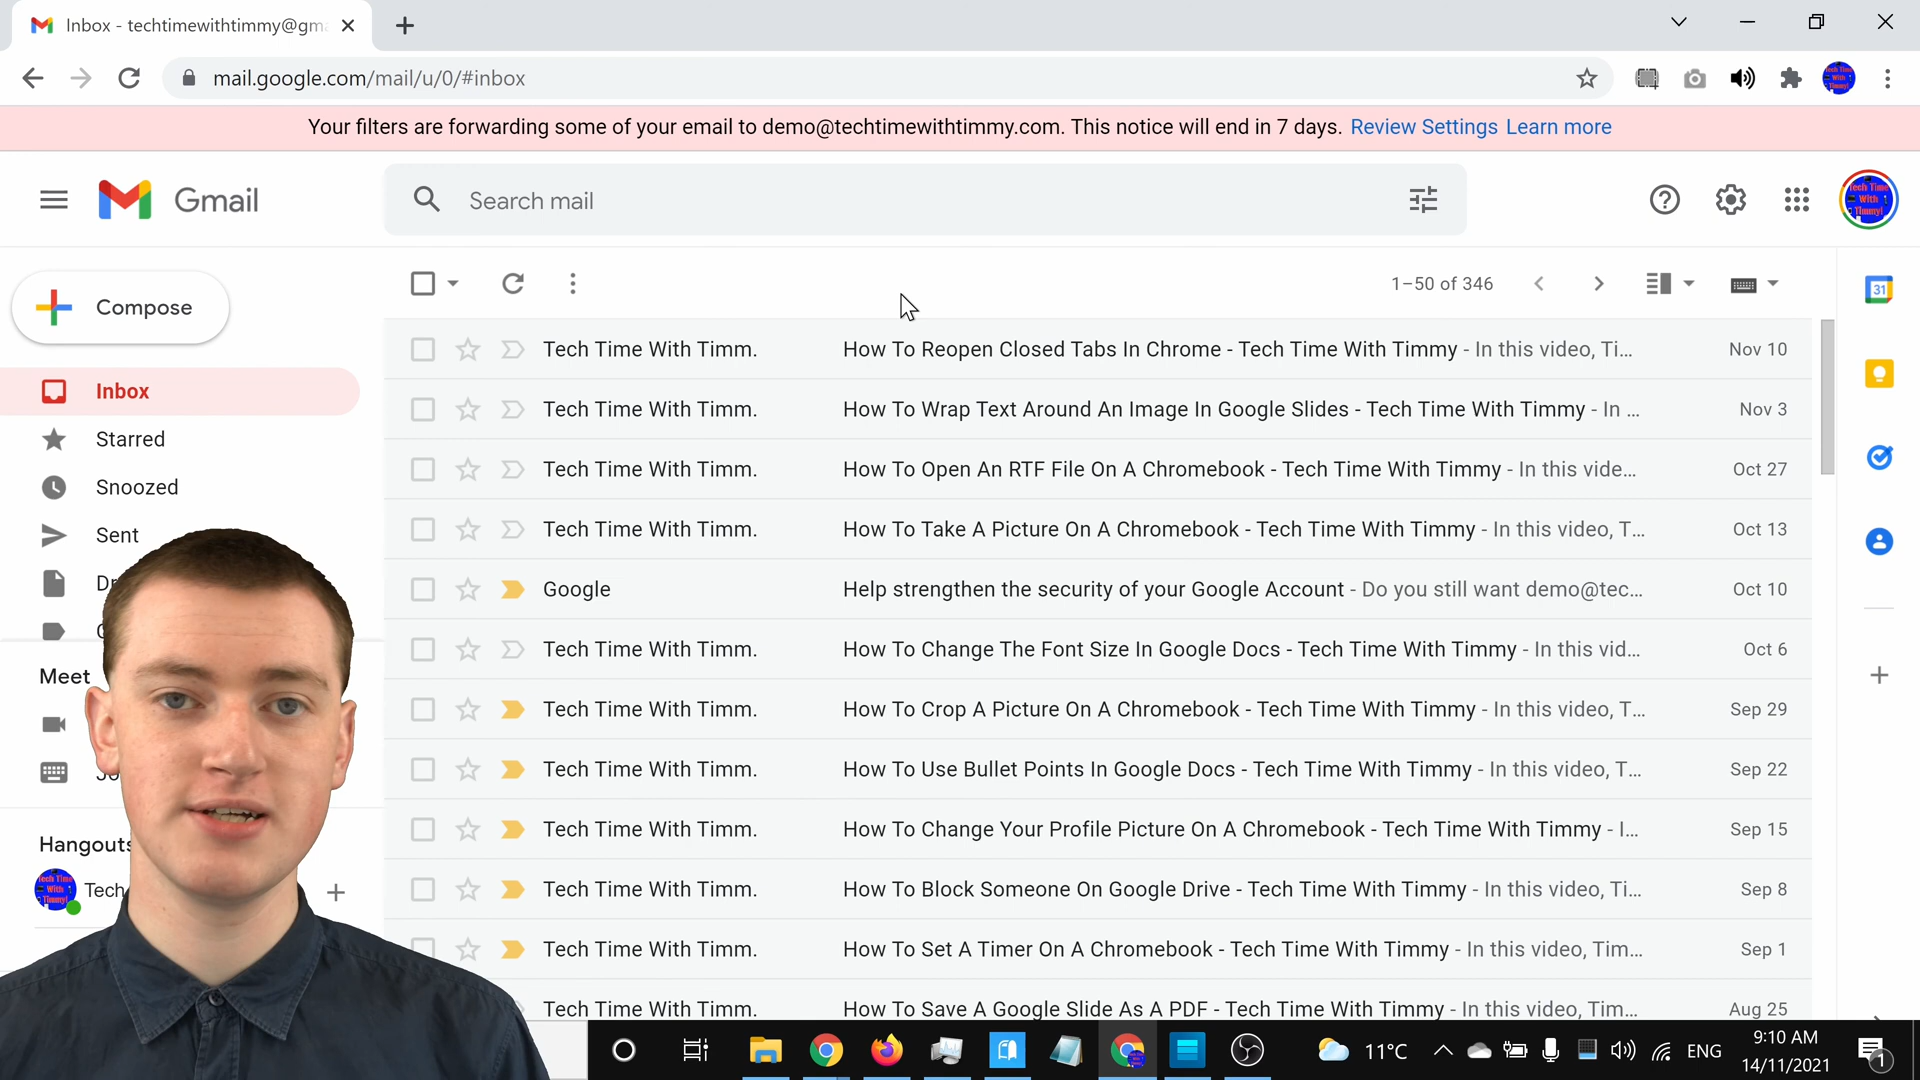 Inbox - techtimewithtimmy@gm
mail.google.com/mail/u/0/#inbox
Your filters are forwarding some of your email to demo@techtimewithtimmy.com. This notice will end in 7 days. Review Settings Learn more
Gmail
Search mail
Tech Time With Timmy!
Compose
1–50 of 346
31
Inbox
Starred
Snoozed
Sent
Meet
Hangouts
Tech
Tech Time With Timm. How To Reopen Closed Tabs In Chrome - Tech Time With Timmy - In this video, Ti... Nov 10
Tech Time With Timm. How To Wrap Text Around An Image In Google Slides - Tech Time With Timmy - In ... Nov 3
Tech Time With Timm. How To Open An RTF File On A Chromebook - Tech Time With Timmy - In this vide... Oct 27
Tech Time With Timm. How To Take A Picture On A Chromebook - Tech Time With Timmy - In this video, T... Oct 13
Google Help strengthen the security of your Google Account - Do you still want demo@tec... Oct 10
Tech Time With Timm. How To Change The Font Size In Google Docs - Tech Time With Timmy - In this vid... Oct 6
Tech Time With Timm. How To Crop A Picture On A Chromebook - Tech Time With Timmy - In this video, T... Sep 29
Tech Time With Timm. How To Use Bullet Points In Google Docs - Tech Time With Timmy - In this video, T... Sep 22
Tech Time With Timm. How To Change Your Profile Picture On A Chromebook - Tech Time With Timmy - I... Sep 15
Tech Time With Timm. How To Block Someone On Google Drive - Tech Time With Timmy - In this video, Ti... Sep 8
Tech Time With Timm. How To Set A Timer On A Chromebook - Tech Time With Timmy - In this video, Tim... Sep 1
Tech Time With Timm. How To Save A Google Slide As A PDF - Tech Time With Timmy - In this video, Tim... Aug 25
11°C
ENG
9:10 AM
14/11/2021
1